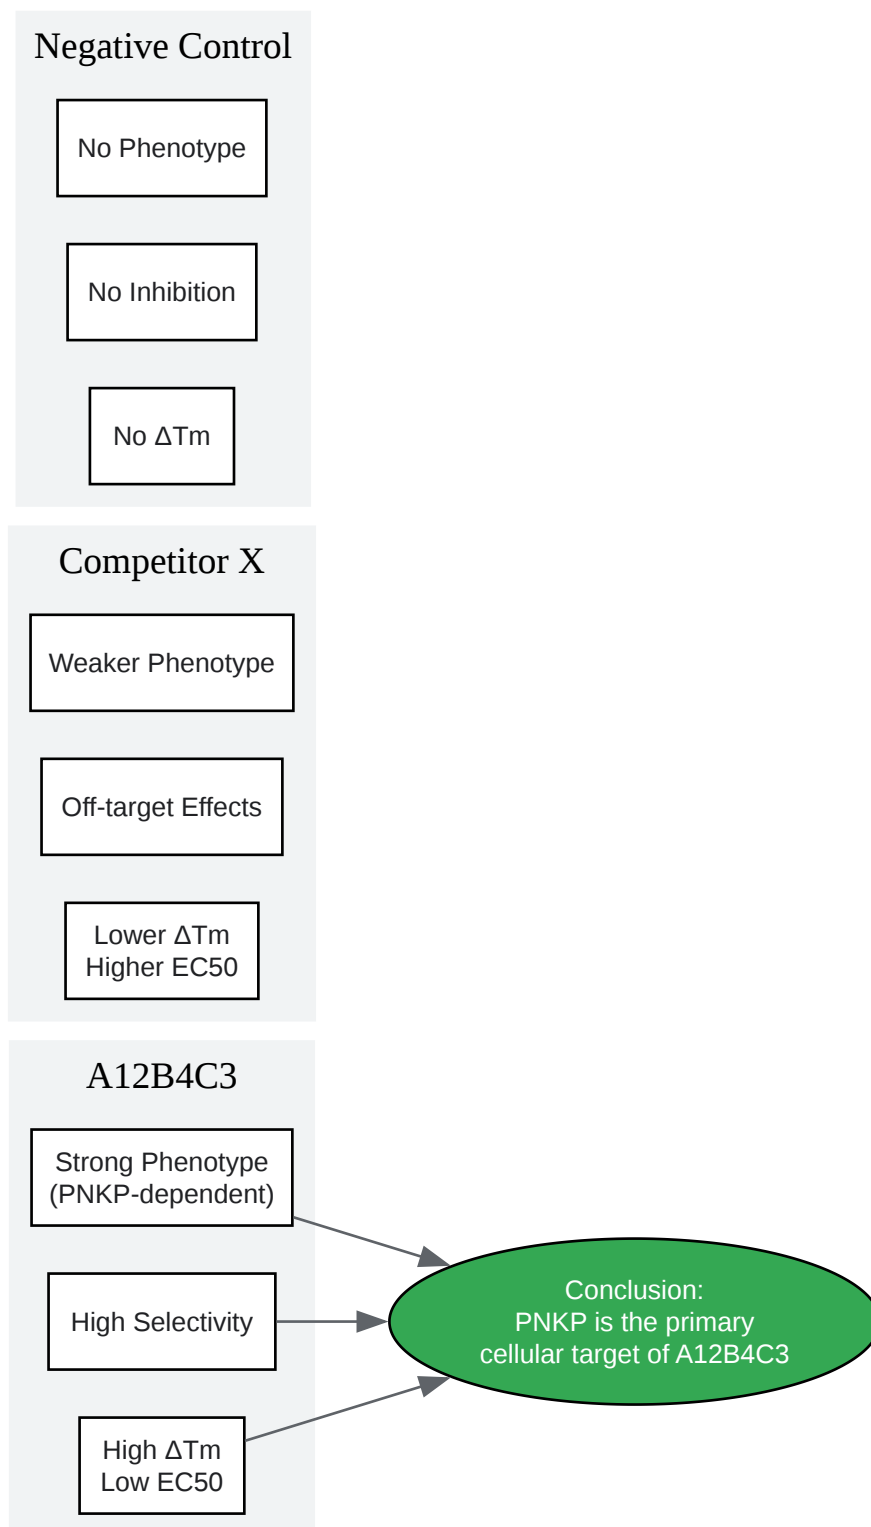 Negative Control
No Phenotype
No Inhibition
No ΔTm
Competitor X
Weaker Phenotype
Off-target Effects
Lower ΔTm
Higher EC50
A12B4C3
Strong Phenotype
(PNKP-dependent)
High Selectivity
High ΔTm
Low EC50
Conclusion:
PNKP is the primary
cellular target of A12B4C3